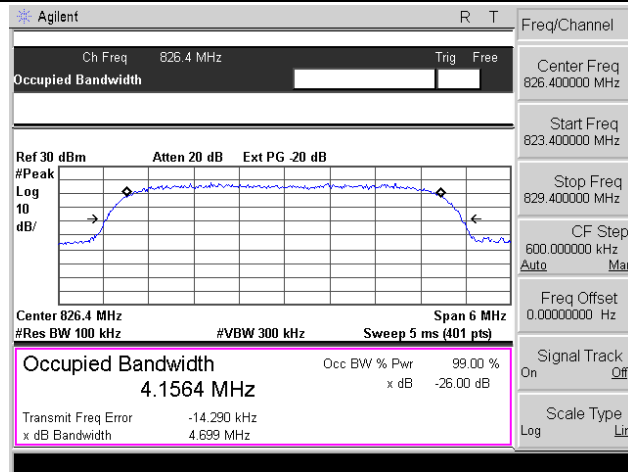 Agilent R T
Ch Freq 826.4 MHz Trig Free
Occupied Bandwidth
Ref 30 dBm Atten 20 dB Ext PG -20 dB
#Peak
Log
10
dB/
Center 826.4 MHz Span 6 MHz
#Res BW 100 kHz #VBW 300 kHz Sweep 5 ms (401 pts)
Occupied Bandwidth Occ BW % Pwr 99.00 %
4.1564 MHz x dB -26.00 dB
Transmit Freq Error -14.290 kHz
x dB Bandwidth 4.699 MHz
Freq/Channel
Center Freq
826.400000 MHz
Start Freq
823.400000 MHz
Stop Freq
829.400000 MHz
CF Step
600.000000 kHz
Auto Ma
Freq Offset
0.00000000 Hz
Signal Track
On Off
Scale Type
Log Lin